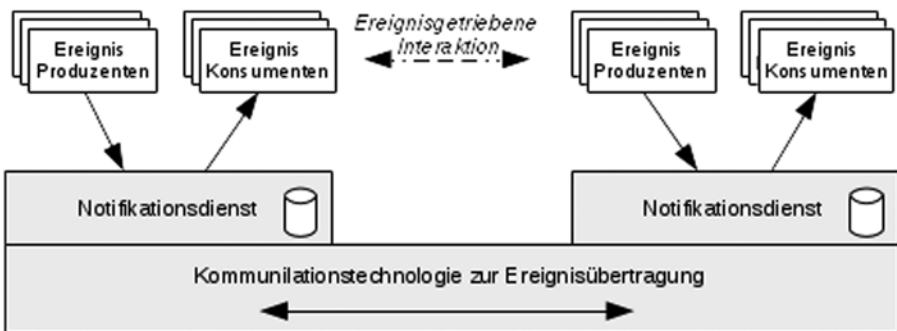 Ereignis
Produzenten
Ereignis
Konsumenten
Ereignisgetriebene
Interaktion
Ereignis
Produzenten
Ereignis
Konsumenten
Notifikationsdienst
Notifikationsdienst
Kommunilationstechnologie zur Ereignisübertragung